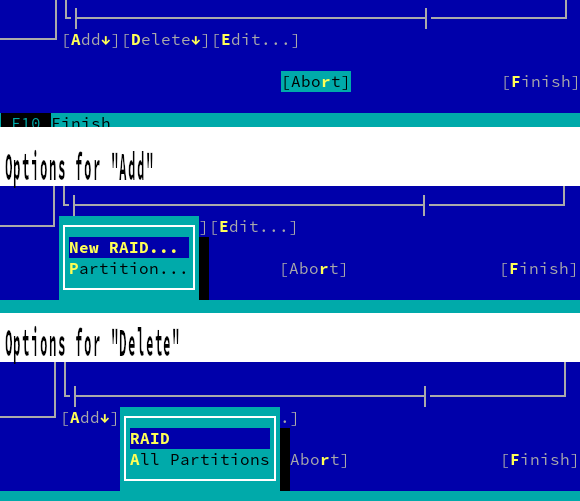 [Add↓][Delete↓][Edit...]
[Abort] [Finish]
F10 Finish
Options for "Add"
][Edit...]
New RAID...
Partition...
[Abort] [Finish]
Options for "Delete"
[Add↓] .]
RAID
All Partitions
Abort] [Finish]